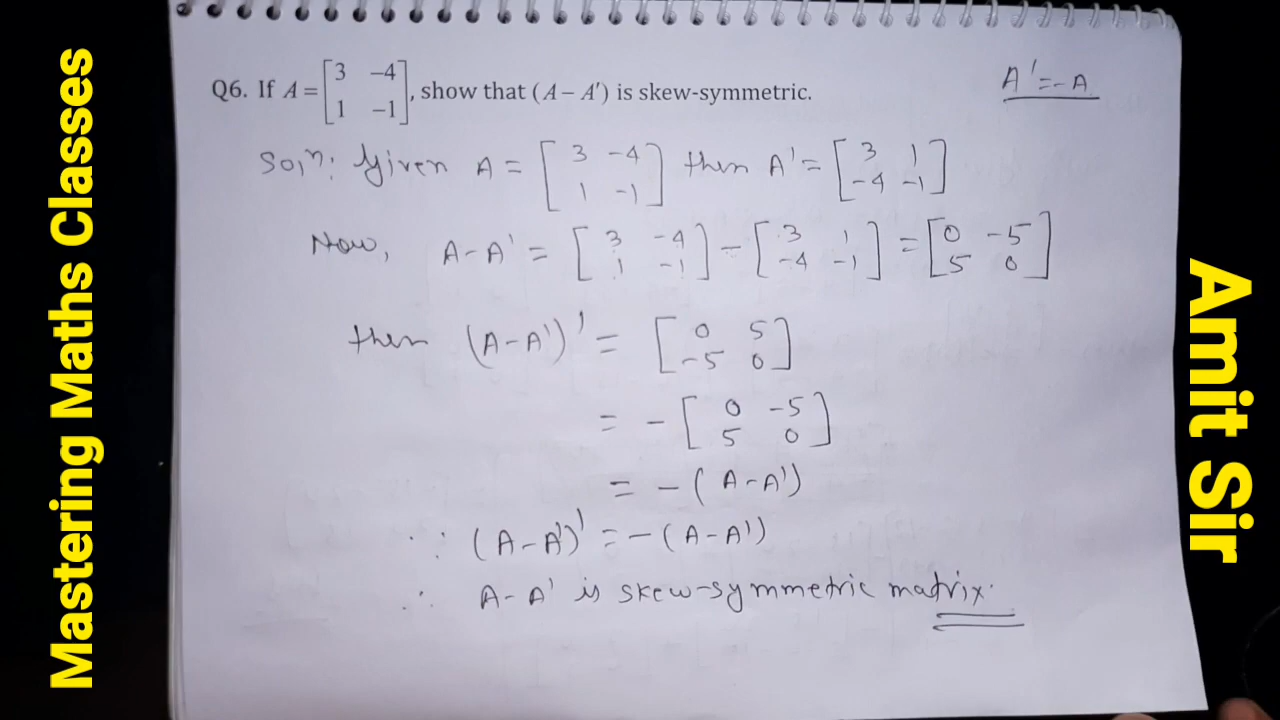 Mastering Maths Classes
Q6. If A = [3 -4; 1 -1], show that (A − A') is skew-symmetric.
A' = -A
Soln: Given A = [3 -4; 1 -1] then A' = [3 1; -4 -1]
Now, A-A' = [3 -4; 1 -1] - [3 1; -4 -1] = [0 -5; 5 0]
then (A-A')' = [0 5; -5 0]
= - [0 -5; 5 0]
= - (A-A')
∵ (A-A')' = - (A-A')
∴ A-A' is skew-symmetric matrix.
Amit Sir